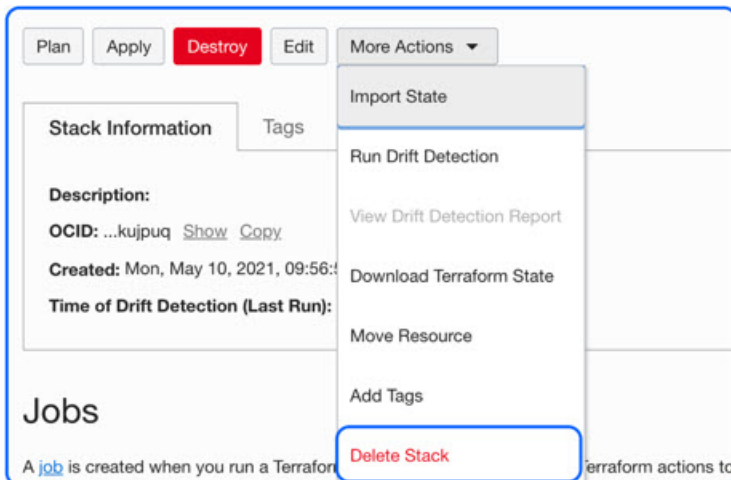 Plan Apply Destroy Edit More Actions
Import State
Stack Information Tags
Run Drift Detection
Description:
View Drift Detection Report
OCID: ...kujpuq Show Copy
Created: Mon, May 10, 2021, 09:56:
Download Terraform State
Time of Drift Detection (Last Run):
Move Resource
Add Tags
Jobs
Delete Stack
A job is created when you run a Terraform actions to